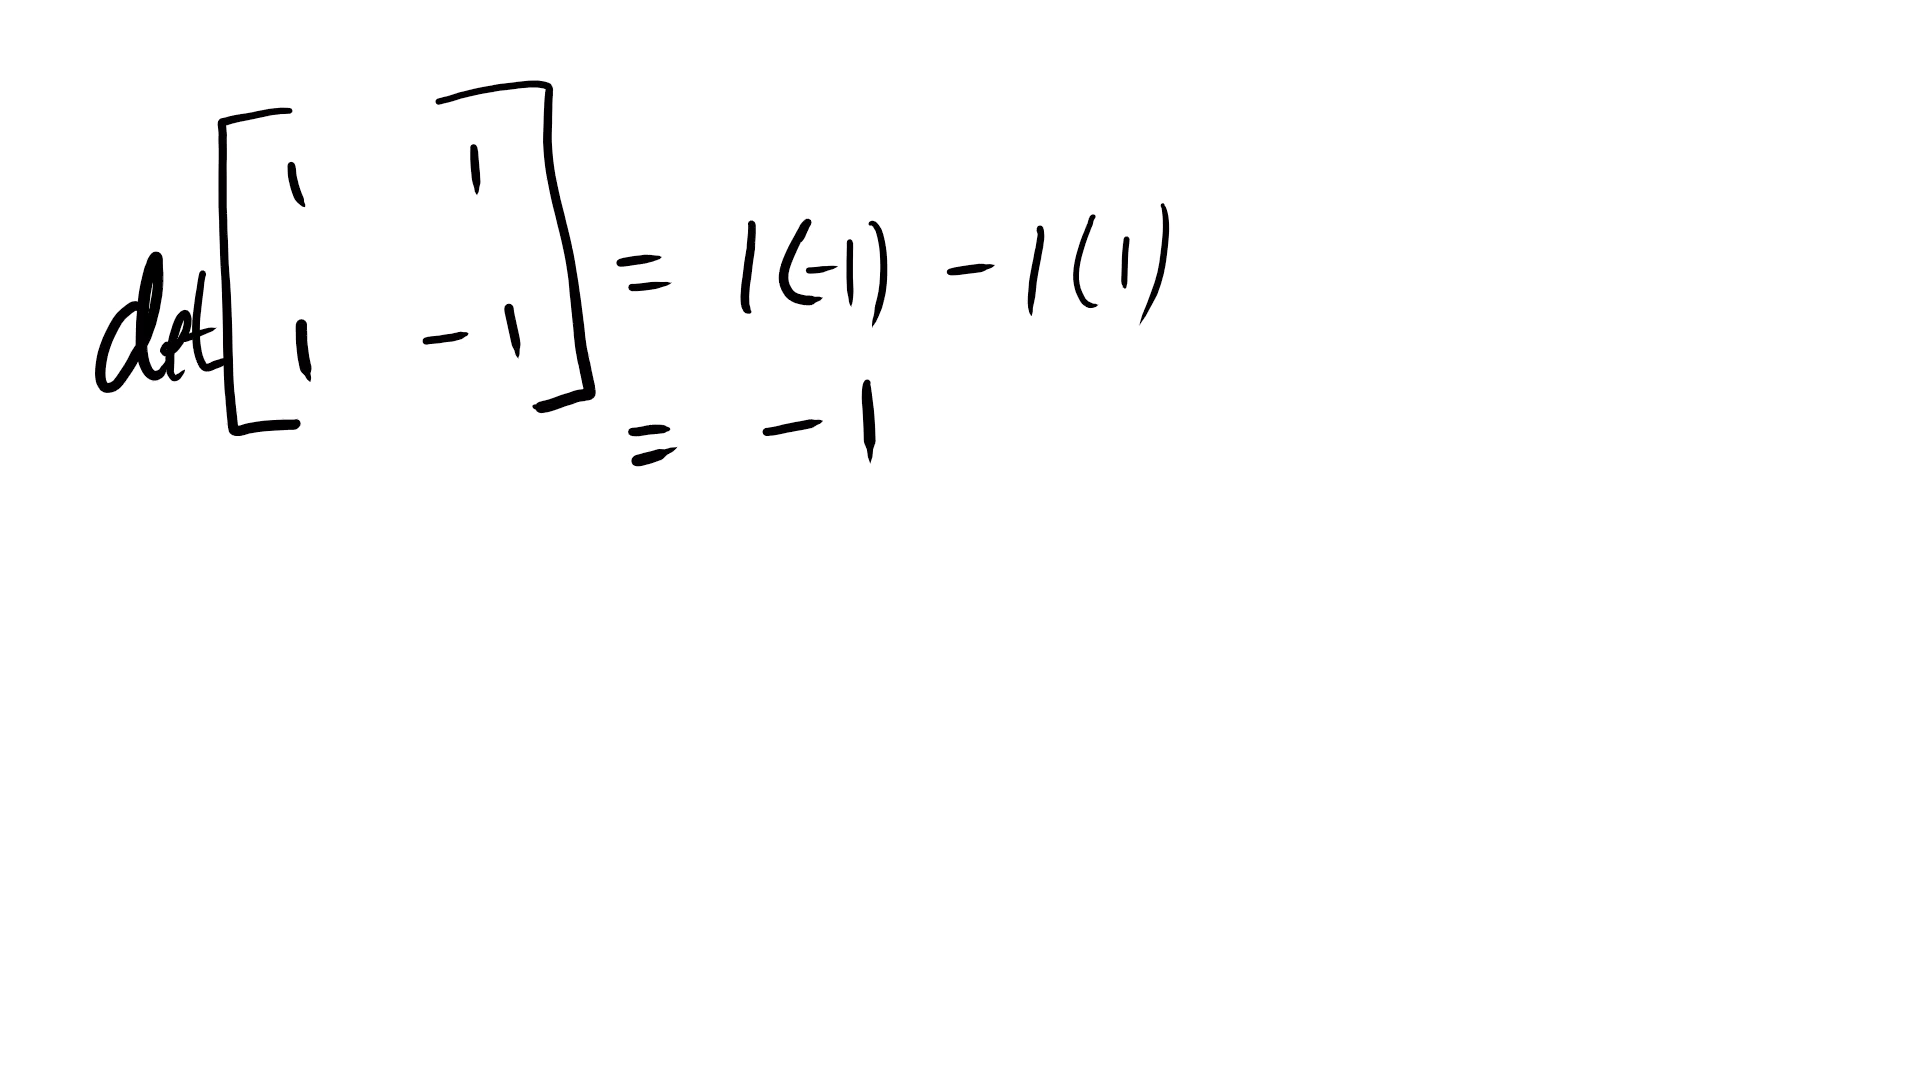 det [ 1 1 ; 1 -1 ] = 1(-1) - 1(1)
= -1